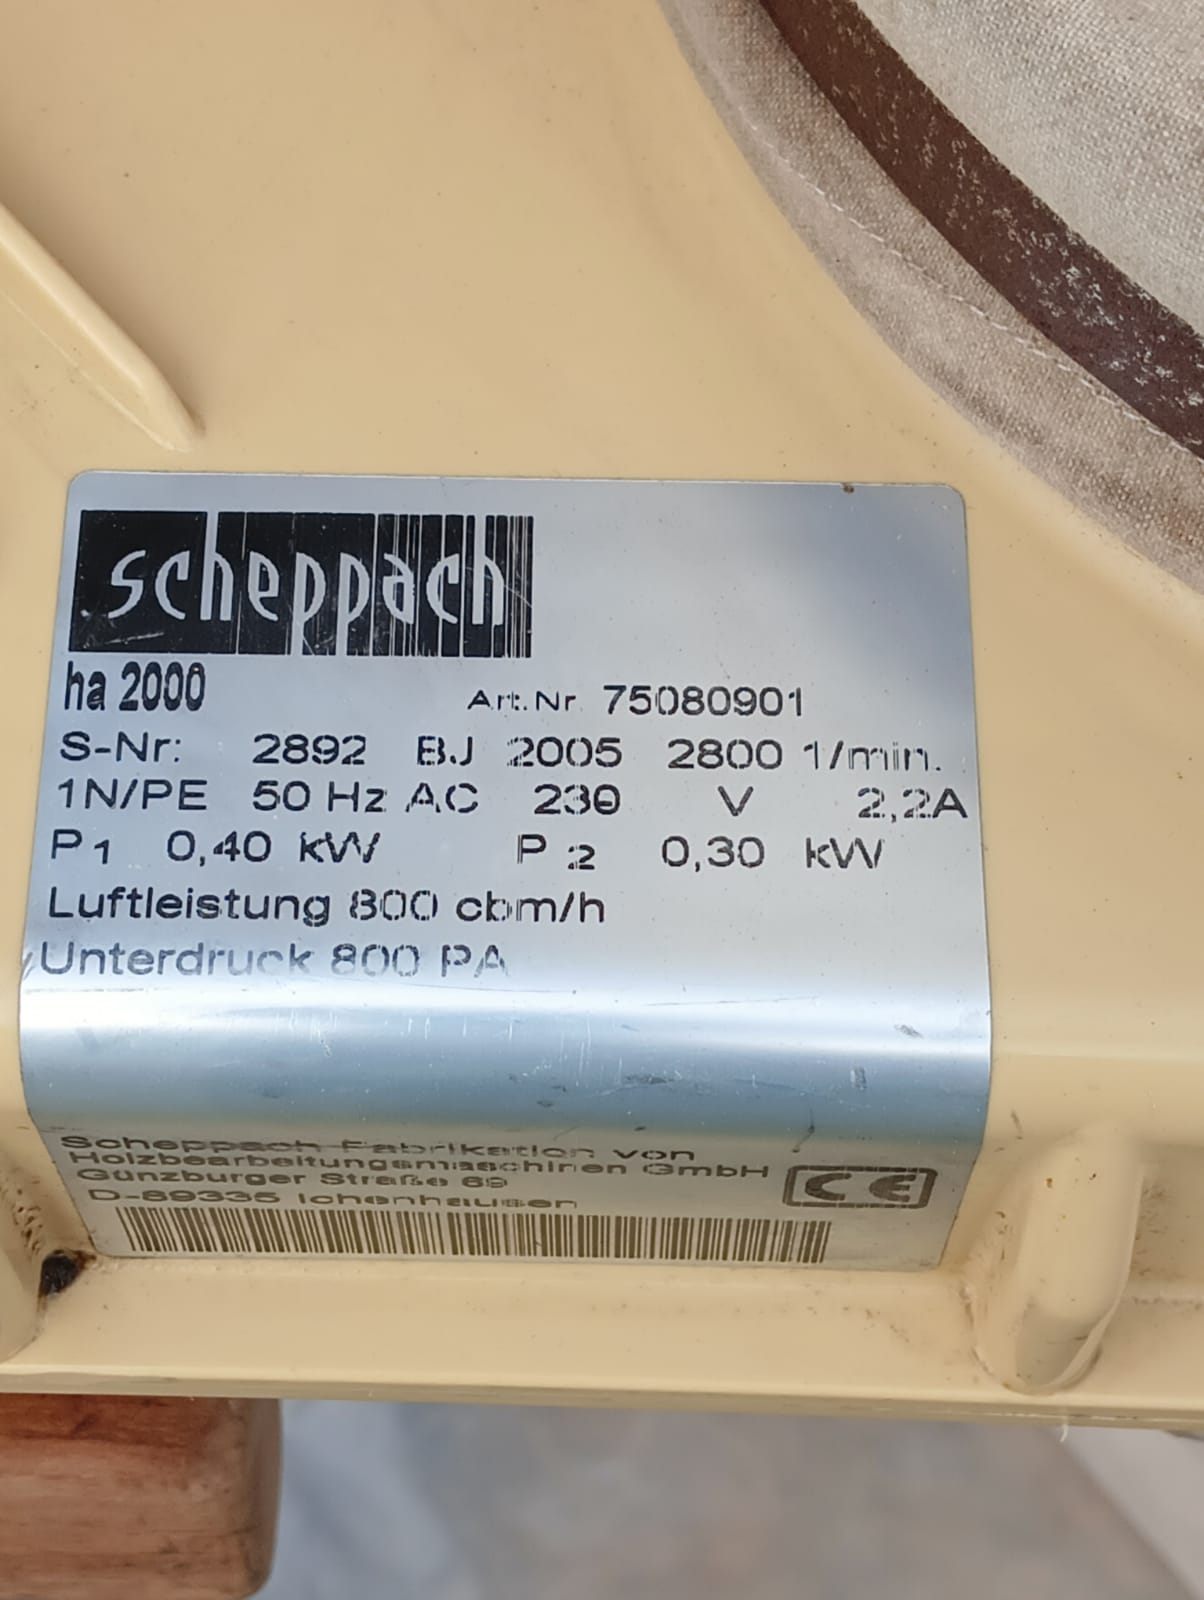 scheppach
ha 2000 Art.Nr. 75080901
S-Nr: 2892 BJ 2005 2800 1/min.
1N/PE 50 Hz AC 230 V 2,2A
P1 0,40 kW P2 0,30 kW
Luftleistung 800 cbm/h
Unterdruck 800 PA
Scheppach Fabrikation von
Holzbearbeitungsmaschinen GmbH
Günzburger Straße 69
D-89335 Ichenhausen
CE